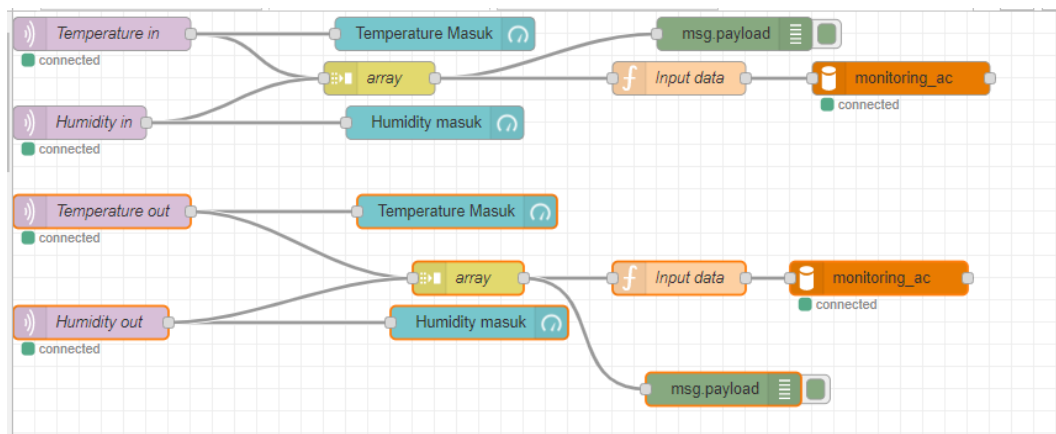 Temperature in
Temperature Masuk
msg.payload
connected
array
Input data
monitoring_ac
connected
Humidity in
Humidity masuk
connected
Temperature out
Temperature Masuk
connected
array
Input data
monitoring_ac
connected
Humidity out
Humidity masuk
connected
msg.payload